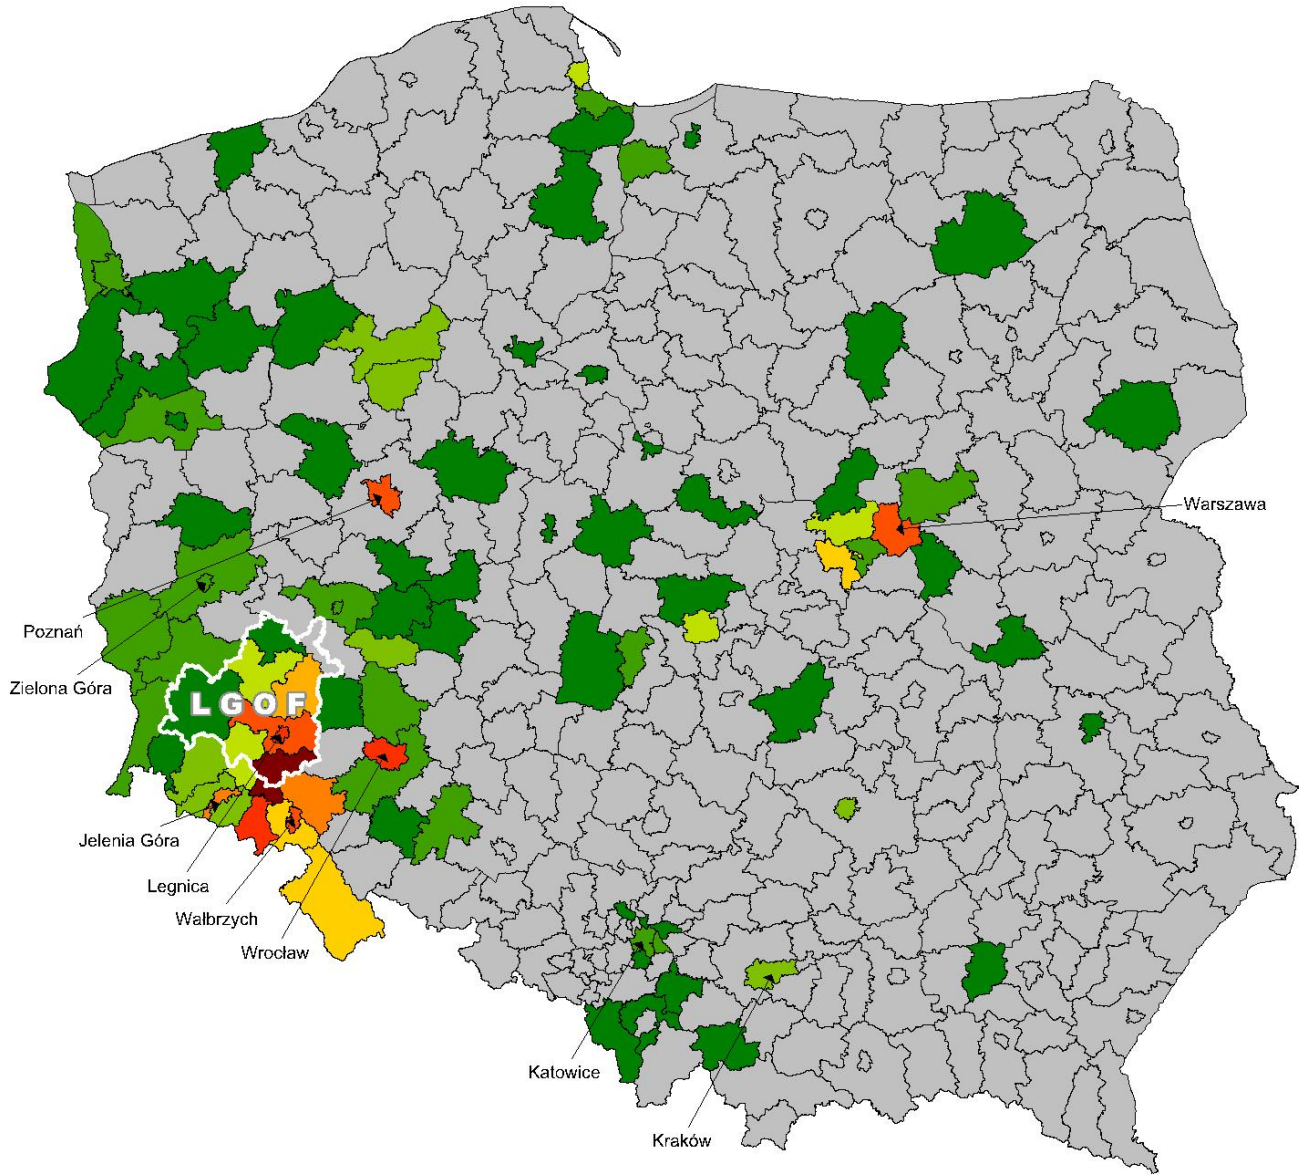 Warszawa
Poznań
Zielona Góra
LGOF
Jelenia Góra
Legnica
Wałbrzych
Wrocław
Katowice
Kraków